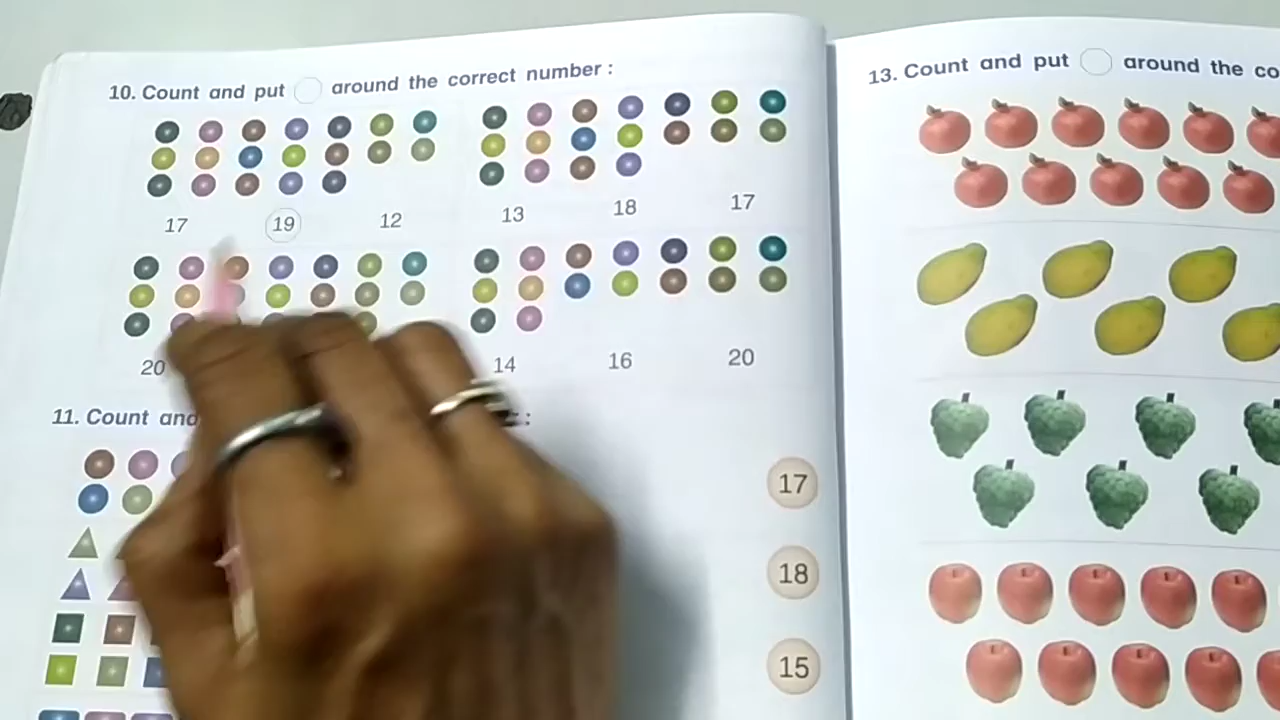 10. Count and put around the correct number :
17 19 12
13 18 17
20
14 16 20
11. Count and :
17
18
15
13. Count and put around the co